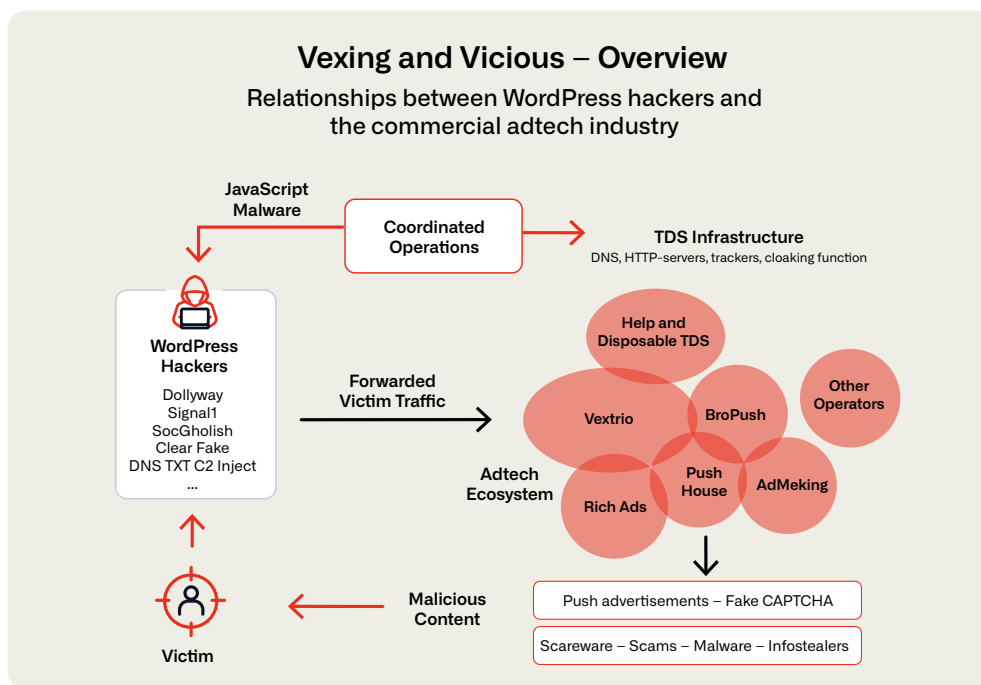 Vexing and Vicious – Overview
Relationships between WordPress hackers and
the commercial adtech industry
JavaScript
Malware
Coordinated
Operations
TDS Infrastructure
DNS, HTTP-servers, trackers, cloaking function
WordPress
Hackers
Dollyway
Signal1
SocGholish
Clear Fake
DNS TXT C2 Inject
...
Forwarded
Victim Traffic
Help and
Disposable TDS
Vextrio
BroPush
Other
Operators
Adtech
Ecosystem
Rich Ads
Push
House
AdMeking
Push advertisements – Fake CAPTCHA
Scareware – Scams – Malware – Infostealers
Malicious
Content
Victim